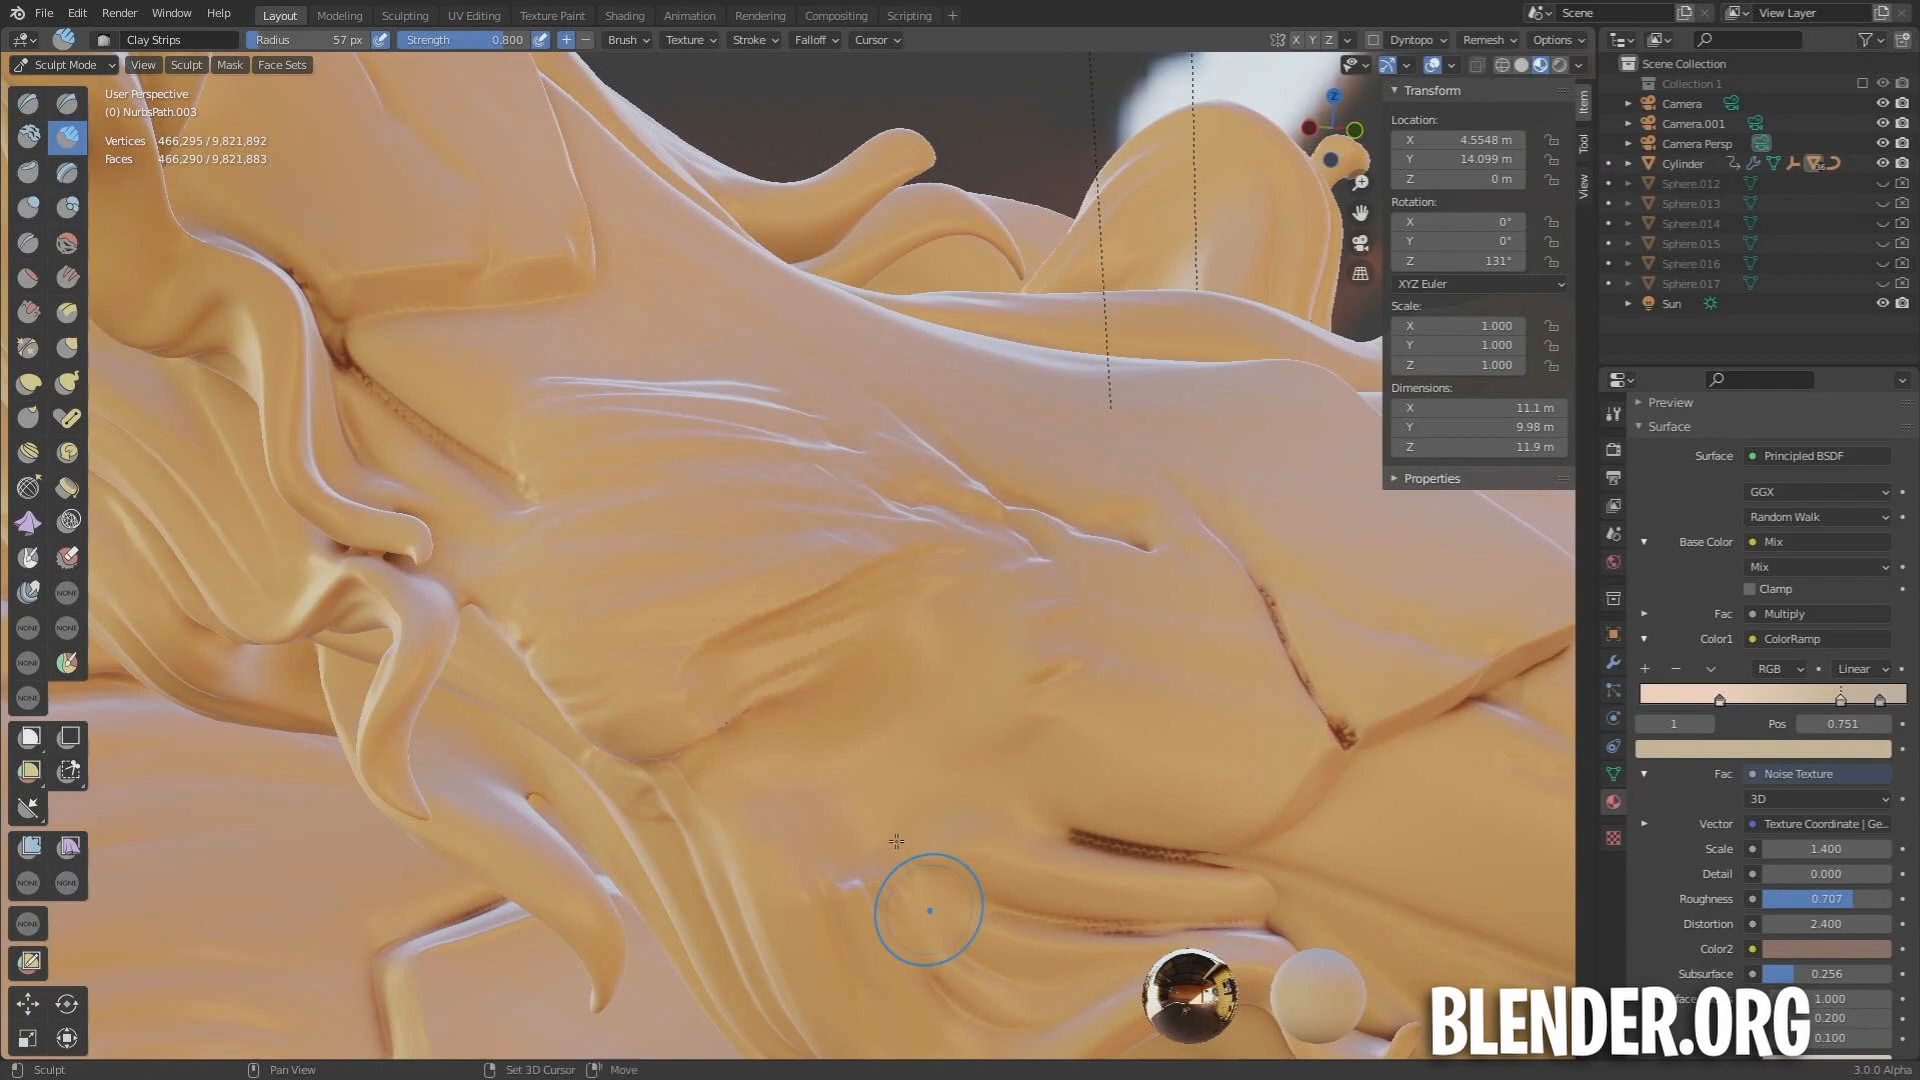 File Edit Render Window Help Layout Modeling Sculpting UV Editing Texture Paint Shading Animation Rendering Compositing Scripting + Scene View Layer
Clay Strips Radius 57 px Strength 0.800 + − Brush Texture Stroke Falloff Cursor X Y Z Dyntopo Remesh Options
Sculpt Mode View Sculpt Mask Face Sets
User Perspective
(0) NurbsPath.003
Vertices 466,295 / 9,821,892
Faces 466,290 / 9,821,883
NONE
NONE NONE
NONE
NONE
NONE NONE
NONE
Z
Transform
Location:
X 4.5548 m
Y 14.099 m
Z 0 m
Rotation:
X 0°
Y 0°
Z 131°
XYZ Euler
Scale:
X 1.000
Y 1.000
Z 1.000
Dimensions:
X 11.1 m
Y 9.98 m
Z 11.9 m
Properties
Item
Tool
View
Scene Collection
Collection 1
Camera
Camera.001
Camera Persp
Cylinder
Sphere.012
Sphere.013
Sphere.014
Sphere.015
Sphere.016
Sphere.017
Sun
Preview
Surface
Surface Principled BSDF
GGX
Random Walk
Base Color Mix
Mix
Clamp
Fac Multiply
Color1 ColorRamp
+ − RGB Linear
1 Pos 0.751
Fac Noise Texture
3D
Vector Texture Coordinate | Ge...
Scale 1.400
Detail 0.000
Roughness 0.707
Distortion 2.400
Color2
Subsurface 0.256
1.000
0.200
0.100
BLENDER.ORG
Sculpt Pan View Set 3D Cursor Move 3.0.0 Alpha